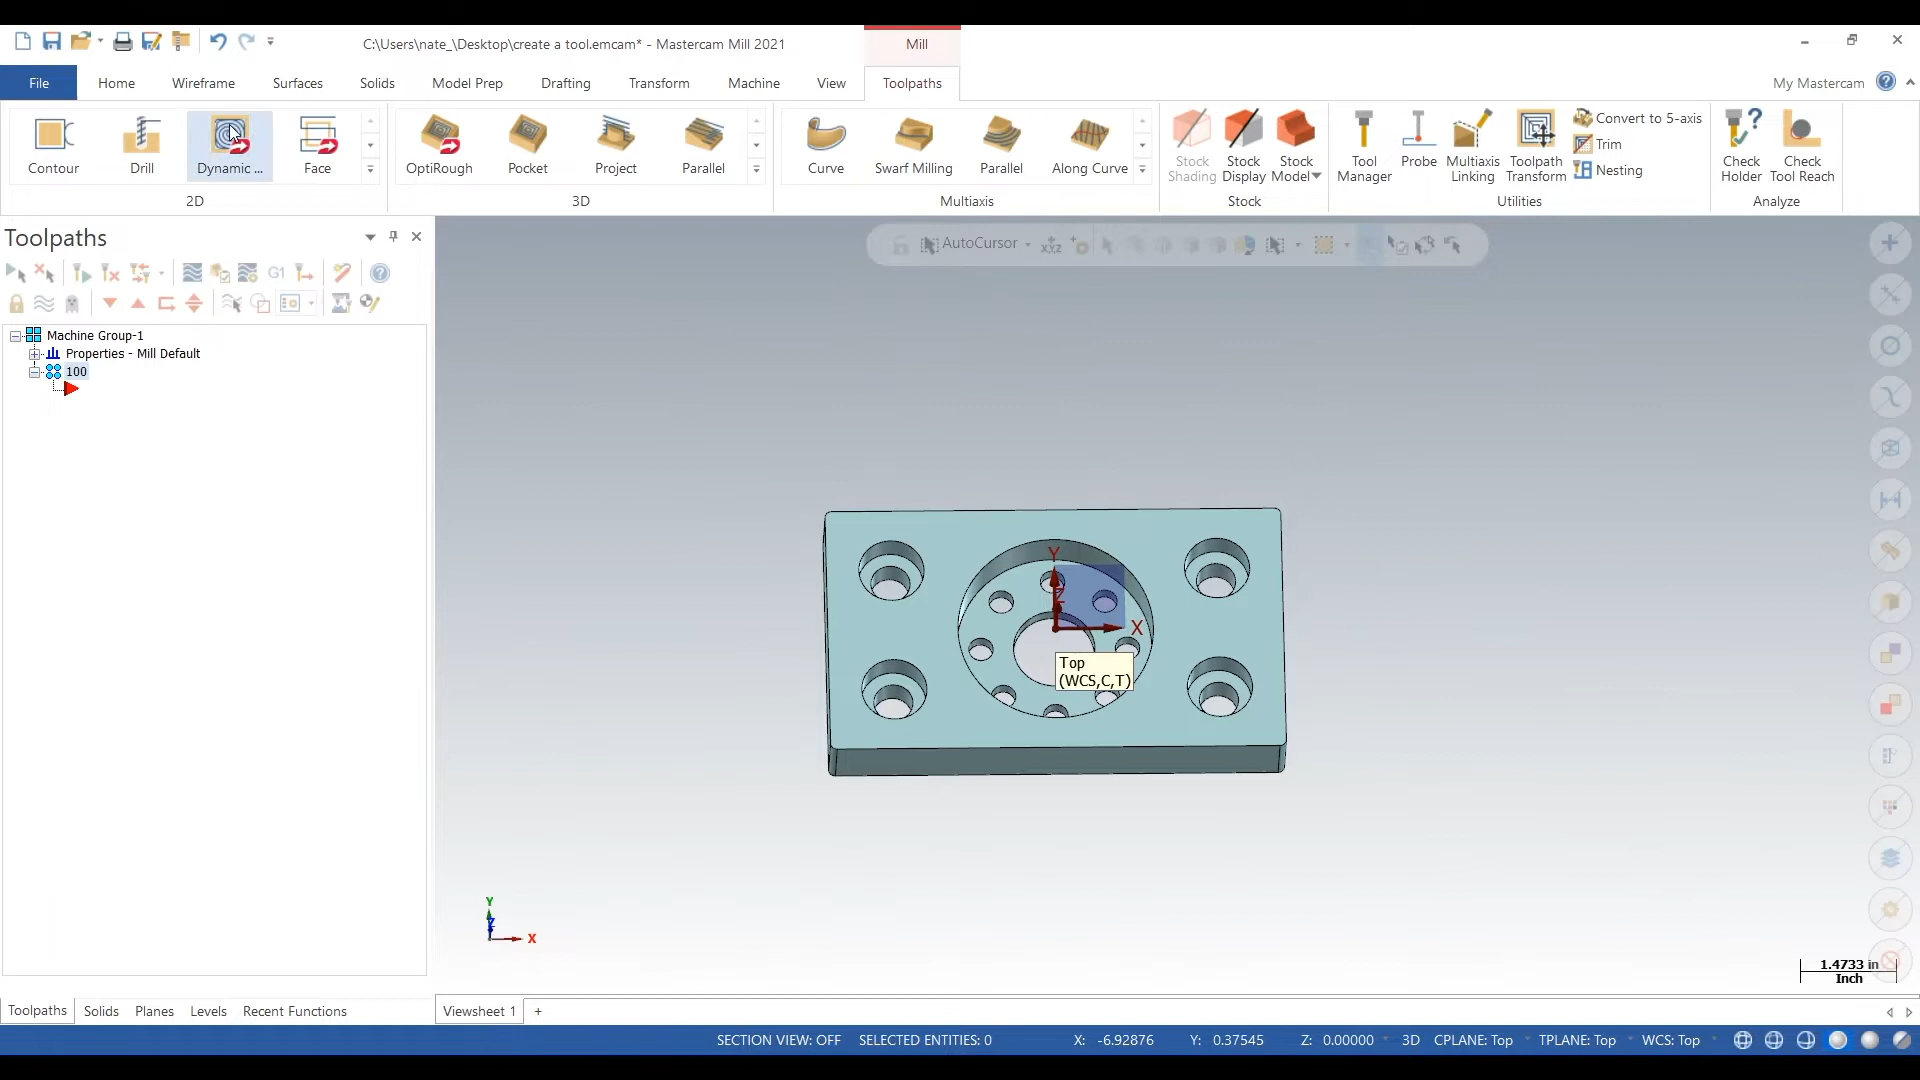 C:\Users\nate_\Desktop\create a tool.emcam* - Mastercam Mill 2021
Mill
File
Home
Wireframe
Surfaces
Solids
Model Prep
Drafting
Transform
Machine
View
Toolpaths
My Mastercam
Contour
Drill
Dynamic ...
Face
OptiRough
Pocket
Project
Parallel
Curve
Swarf Milling
Parallel
Along Curve
Stock Shading
Stock Display
Stock Model
Tool Manager
Probe
Multiaxis Linking
Toolpath Transform
Convert to 5-axis
Trim
Nesting
Check Holder
Check Tool Reach
2D
3D
Multiaxis
Stock
Utilities
Analyze
Toolpaths
AutoCursor
xyz
G1
Machine Group-1
Properties - Mill Default
100
Y
X
Top
(WCS,C,T)
Y
Z
X
1.4733 in
Inch
Toolpaths
Solids
Planes
Levels
Recent Functions
Viewsheet 1
+
SECTION VIEW: OFF
SELECTED ENTITIES: 0
X: -6.92876
Y: 0.37545
Z: 0.00000
3D
CPLANE: Top
TPLANE: Top
WCS: Top